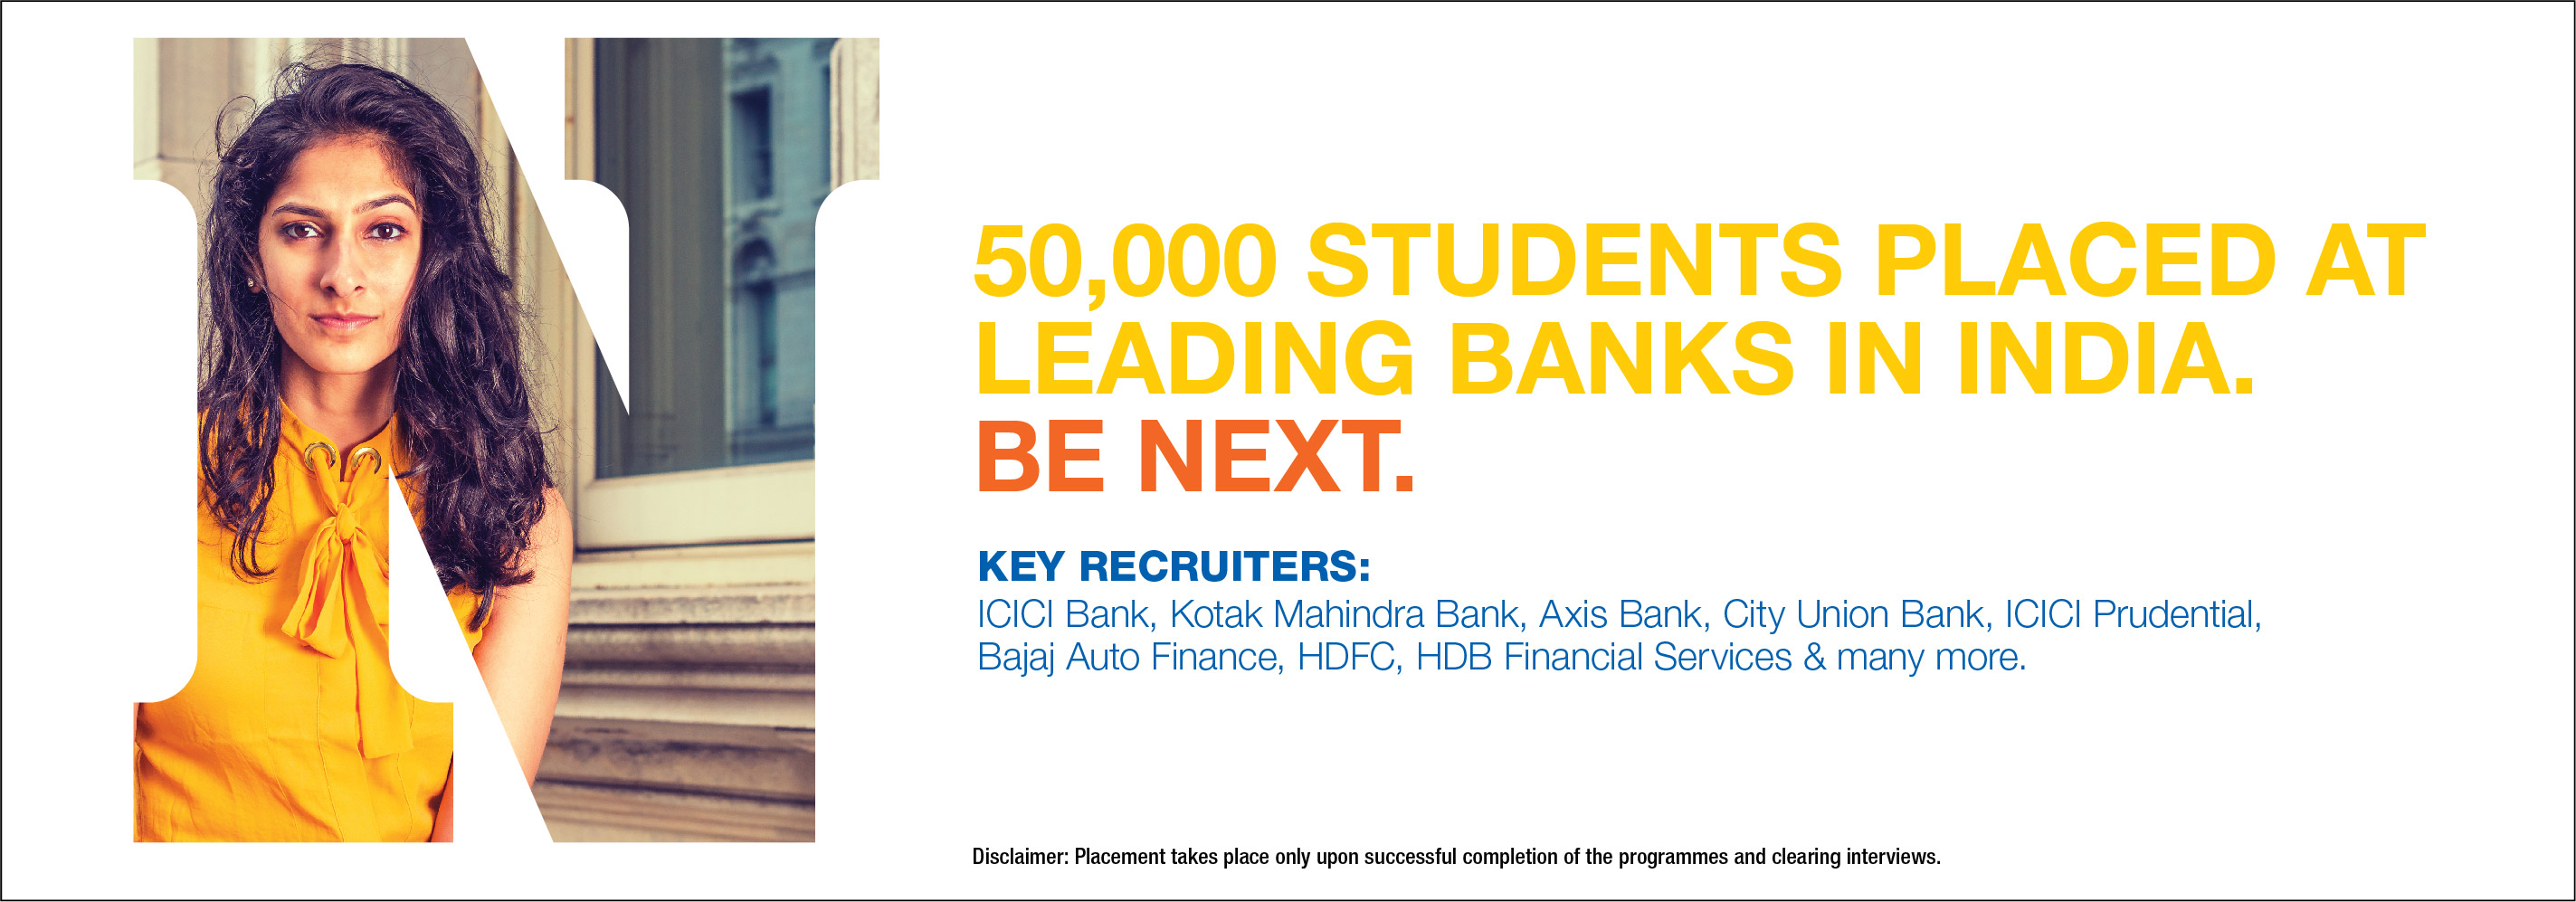 N
50,000 STUDENTS PLACED AT
LEADING BANKS IN INDIA.
BE NEXT.
KEY RECRUITERS:
ICICI Bank, Kotak Mahindra Bank, Axis Bank, City Union Bank, ICICI Prudential,
Bajaj Auto Finance, HDFC, HDB Financial Services & many more.
Disclaimer: Placement takes place only upon successful completion of the programmes and clearing interviews.